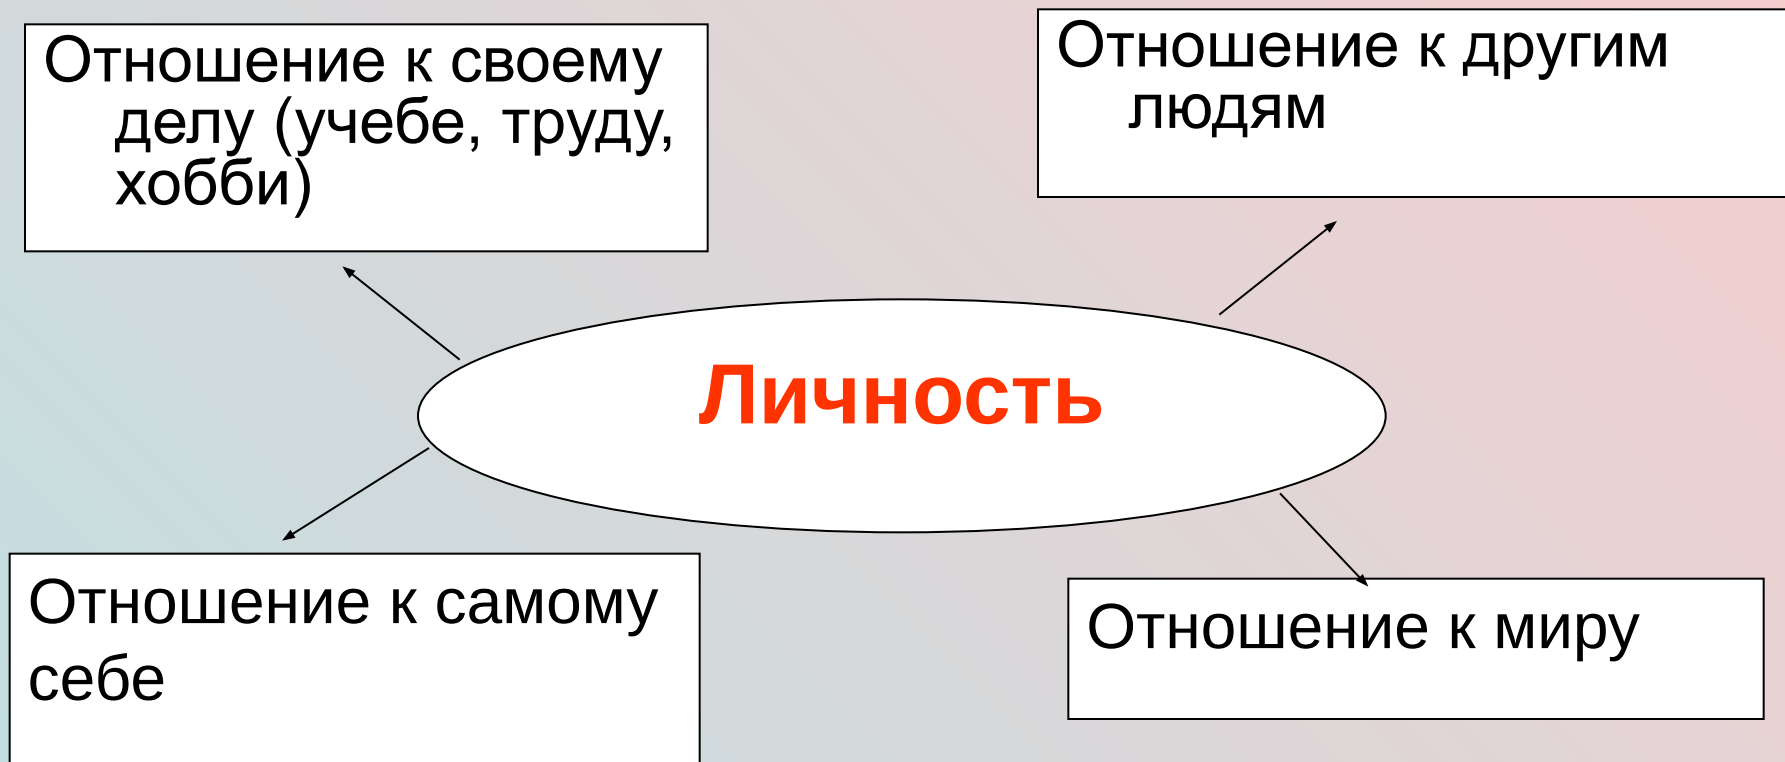 Отношение к своему
делу (учебе, труду,
хобби)
Отношение к другим
людям
Личность
Отношение к самому
себе
Отношение к миру